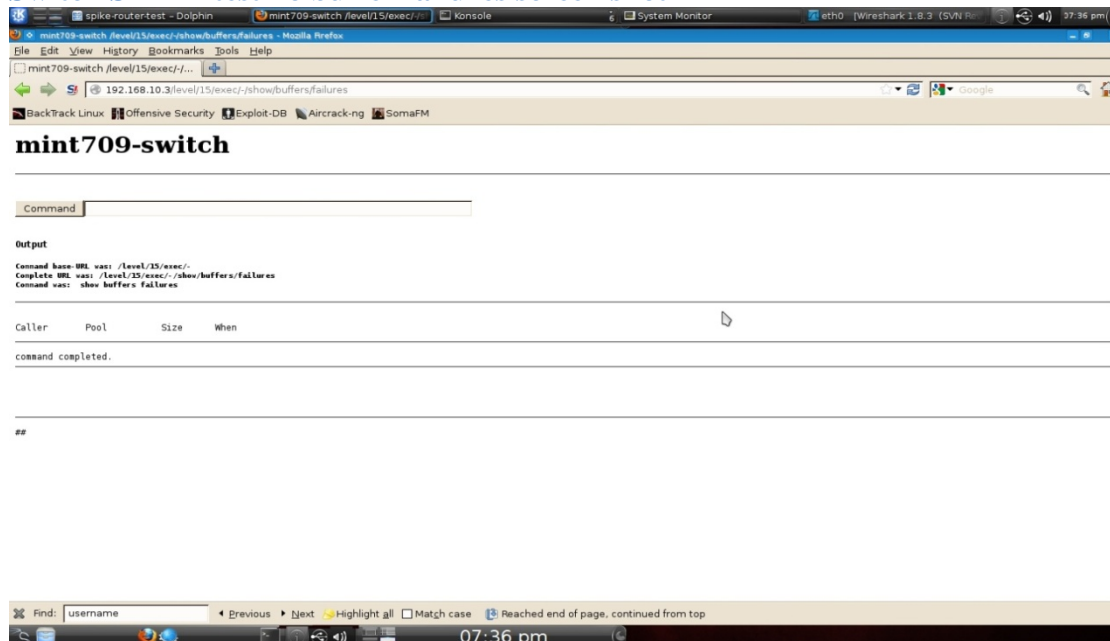 spike-router-test - Dolphin
mint709-switch /level/15/exec/-/s
Konsole
System Monitor
eth0 [Wireshark 1.8.3 (SVN Re
07:36 pm
mint709-switch /level/15/exec/-/show/buffers/failures - Mozilla Firefox
File Edit View History Bookmarks Tools Help
mint709-switch /level/15/exec/-/...
192.168.10.3/level/15/exec/-/show/buffers/failures
Google
BackTrack Linux Offensive Security Exploit-DB Aircrack-ng SomaFM
mint709-switch
Command
Output
Command base-URL was: /level/15/exec/-
Complete URL was: /level/15/exec/-/show/buffers/failures
Command was: show buffers failures
Caller Pool Size When
command completed.
##
Find: username Previous Next Highlight all Match case Reached end of page, continued from top
07:36 pm